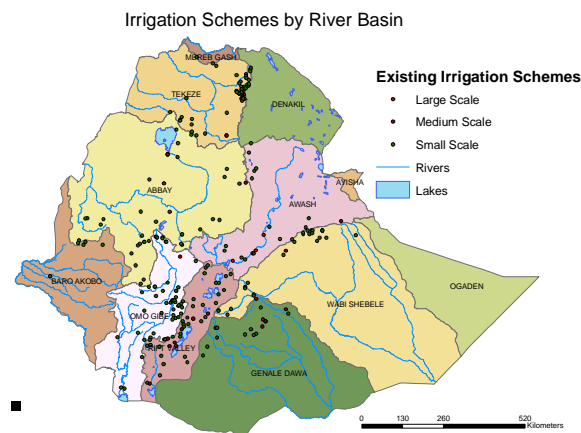 Irrigation Schemes by River Basin
MEREB GASH
TEKEZE
DENAKIL
Existing Irrigation Schemes
Large Scale
Medium Scale
Small Scale
Rivers
Lakes
ABBAY
AYISHA
AWASH
BARO AKOBO
OGADEN
WABI SHEBELE
OMO GIBE
RIFT VALLEY
GENALE DAWA
0 130 260 520
Kilometers